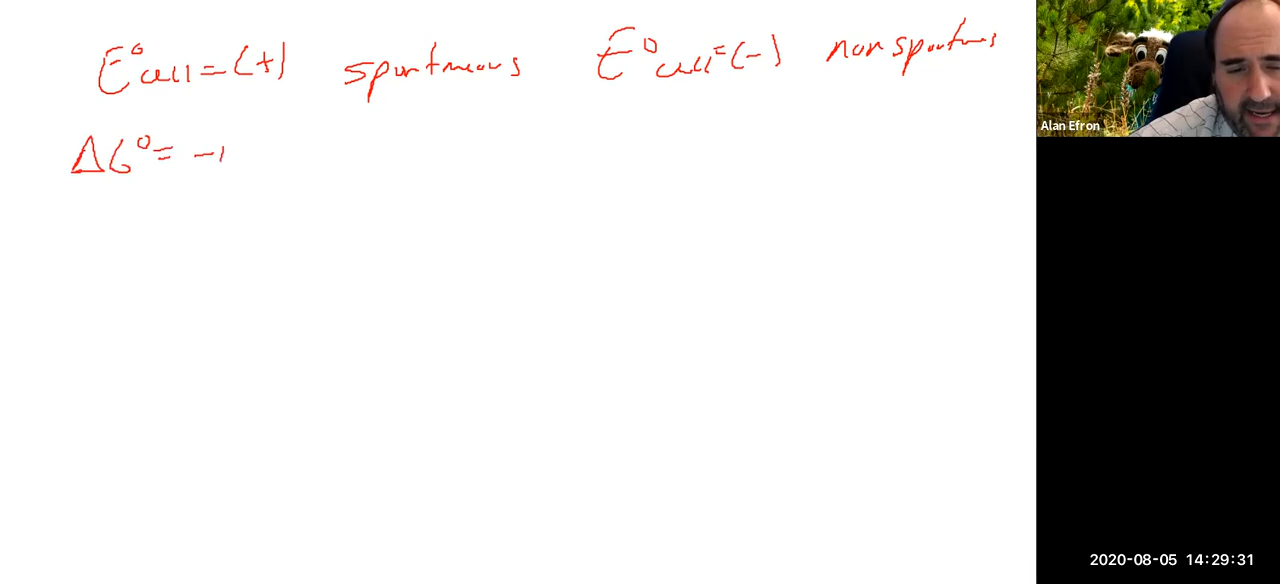 E°cell = (+) spontaneous E°cell = (-) nonspontaneous
ΔG° = -
Alan Efron
2020-08-05 14:29:31